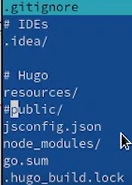 .gitignore
# IDEs
.idea/
# Hugo
resources/
#public/
jsconfig.json
node_modules/
go.sum
.hugo_build.lock